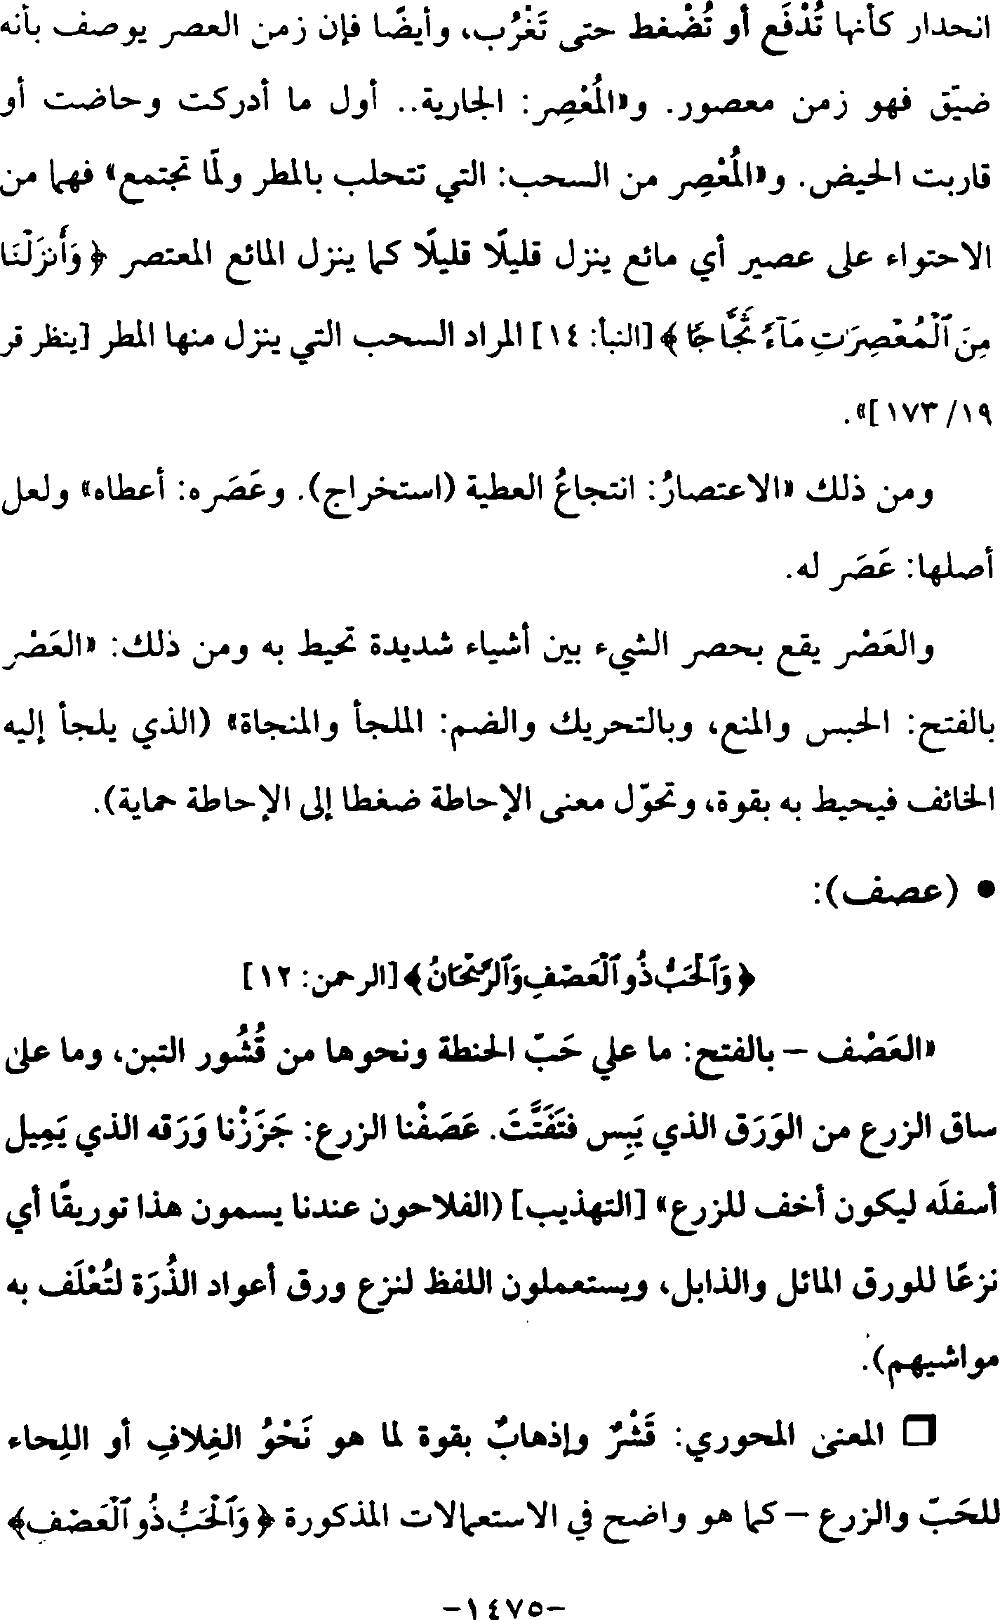 انحدار كأنها تُدْفَع أو تُضْغط حتى تَغْرُب، وأيضًا فإن زمن العصر يوصف بأنه
ضيّق فهو زمن معصور. و«المُعْصِر: الجارية.. أول ما أدركت وحاضت أو
قاربت الحيض. و«المُعْصِر من السحب: التي تتحلب بالمطر ولمّا تجتمع» فهما من
الاحتواء على عصير أي مائع ينزل قليلًا قليلًا كما ينزل المائع المعتصر ﴿وَأَنزَلْنَا
مِنَ ٱلْمُعْصِرَٰتِ مَآءً ثَجَّاجًا﴾ [النبأ: ١٤] المراد السحب التي ينزل منها المطر [ينظر قر
١٩/ ١٧٣]».
ومن ذلك «الاعتصارُ: انتجاعُ العطية (استخراج). وعَصَره: أعطاه» ولعل
أصلها: عَصَر له.
والعَصْر يقع بحصر الشيء بين أشياء شديدة تحيط به ومن ذلك: «العَصْر
بالفتح: الحبس والمنع، وبالتحريك والضم: الملجأ والمنجاة» (الذي يلجأ إليه
الخائف فيحيط به بقوة، وتحوّل معنى الإحاطة ضغطا إلى الإحاطة حماية).
• (عصف):
﴿وَٱلْحَبُّ ذُو ٱلْعَصْفِ وَٱلرَّيْحَانُ﴾ [الرحمن: ١٢]
«العَصْف – بالفتح: ما علي حَبّ الحنطة ونحوها من قُشُور التبن، وما على
ساق الزرع من الوَرَق الذي يَبِس فتَفَتَّتَ. عَصَفْنا الزرع: جَزَزْنا وَرَقه الذي يَمِيل
أسفلَه ليكون أخف للزرع» [التهذيب] (الفلاحون عندنا يسمون هذا توريقًا أي
نزعًا للورق المائل والذابل، ويستعملون اللفظ لنزع ورق أعواد الذُرَة لتُعْلَف به
مواشيهم).
❒ المعنى المحوري: قَشْرٌ وإذهابٌ بقوة لما هو نَحْوُ الغِلافِ أو اللِحاء
للحَبّ والزرع – كما هو واضح في الاستعمالات المذكورة ﴿وَٱلْحَبُّ ذُو ٱلْعَصْفِ﴾
-١٤٧٥-